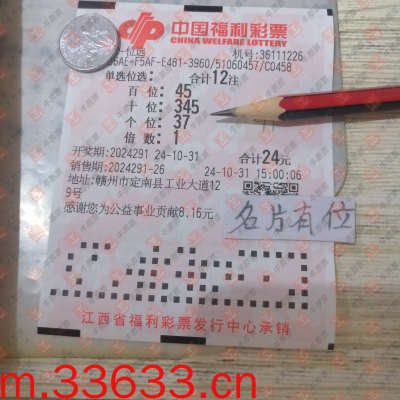 中国福利彩票
CHINA WELFARE LOTTERY
位选 机号:36111226
6AE-F5AF-E481-3960/51060457/C0458
单选位选: 合计12注
百 位: 45
十 位: 345
个 位: 37
倍 数: 1
开奖期:2024291 24-10-31 合计24元
销售期:2024291-26 24-10-31 15:00:06
地址:赣州市定南县工业大道12
9号
感谢您为公益事业贡献8.16元
名片有位
江西省福利彩票发行中心承销
m.33633.cn